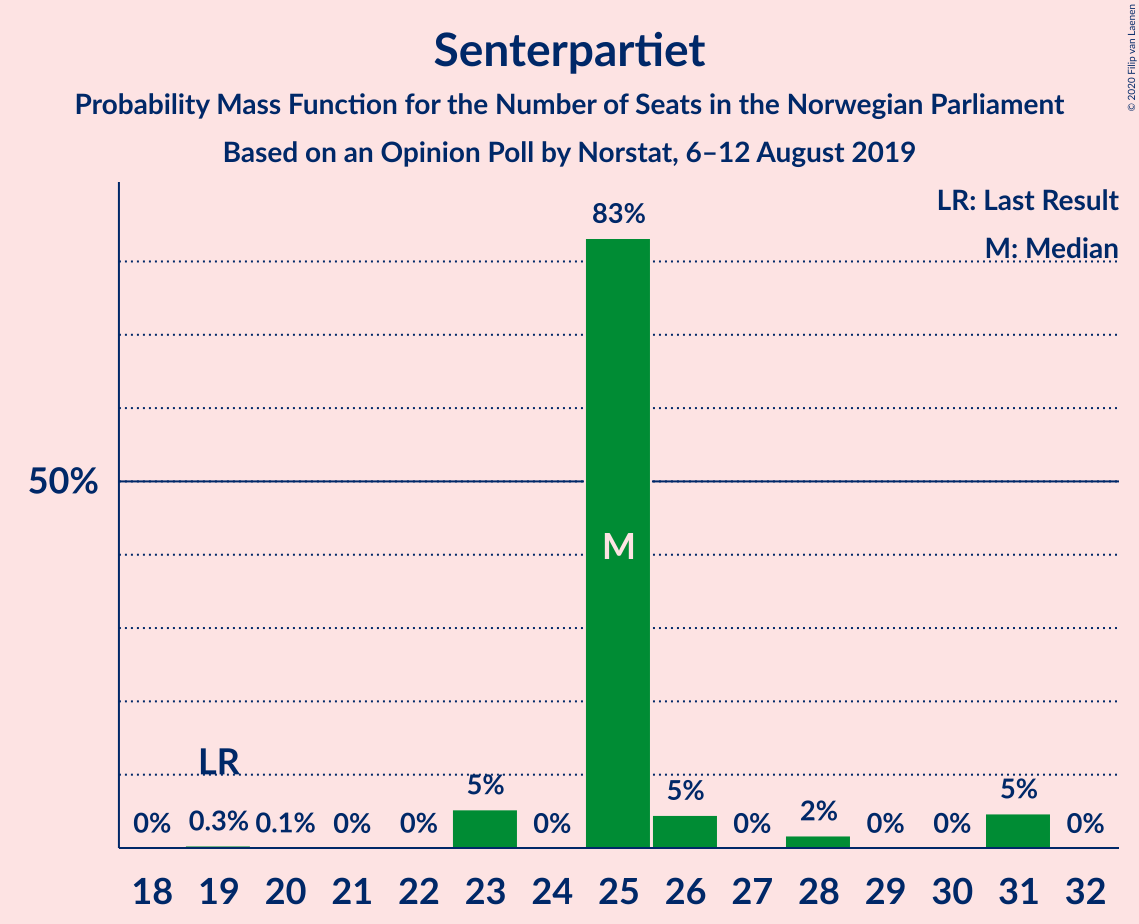 Senterpartiet
Probability Mass Function for the Number of Seats in the Norwegian Parliament
Based on an Opinion Poll by Norstat, 6–12 August 2019
© 2020 Filip van Laenen
LR: Last Result
M: Median
83%
50%
M
LR
0% 0.3% 0.1% 0% 0% 5% 0% 5% 0% 2% 0% 0% 5% 0%
18 19 20 21 22 23 24 25 26 27 28 29 30 31 32